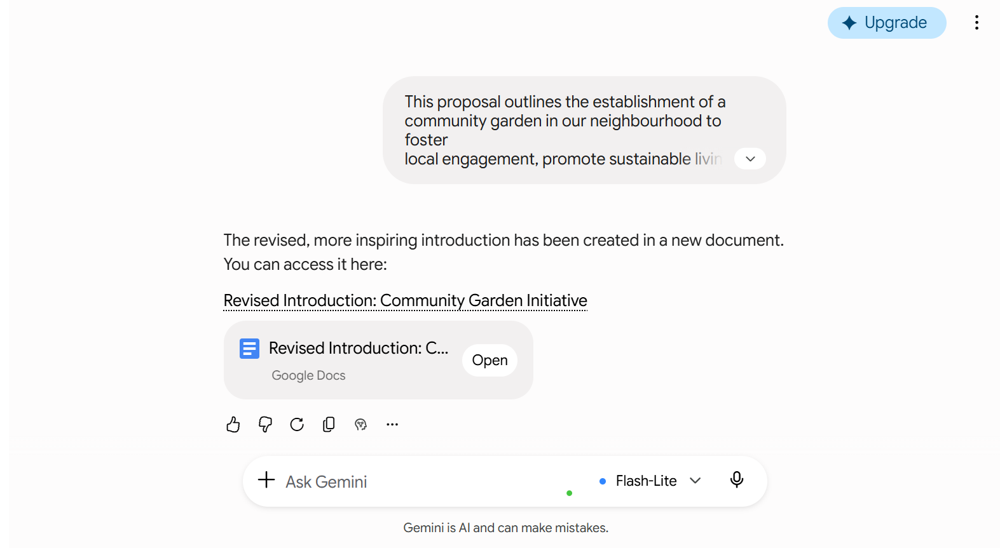 Upgrade
This proposal outlines the establishment of a
community garden in our neighbourhood to
foster
local engagement, promote sustainable livin
The revised, more inspiring introduction has been created in a new document.
You can access it here:
Revised Introduction: Community Garden Initiative
Revised Introduction: C...
Open
Google Docs
Ask Gemini
Flash-Lite
Gemini is AI and can make mistakes.